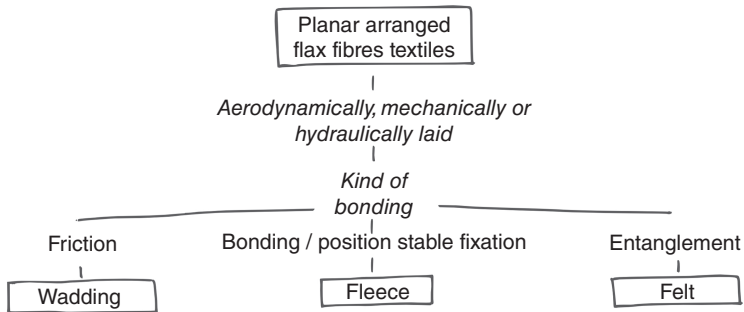 Planar arranged
flax fibres textiles
Aerodynamically, mechanically or
hydraulically laid
Kind of
bonding
Friction
Bonding / position stable fixation
Entanglement
Wadding
Fleece
Felt